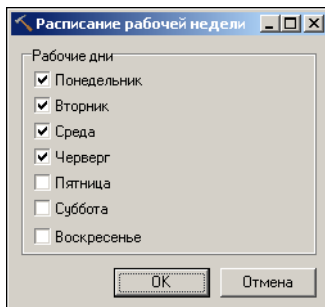 Расписание рабочей недели
Рабочие дни
Понедельник
Вторник
Среда
Черверг
Пятница
Суббота
Воскресенье
OK
Отмена